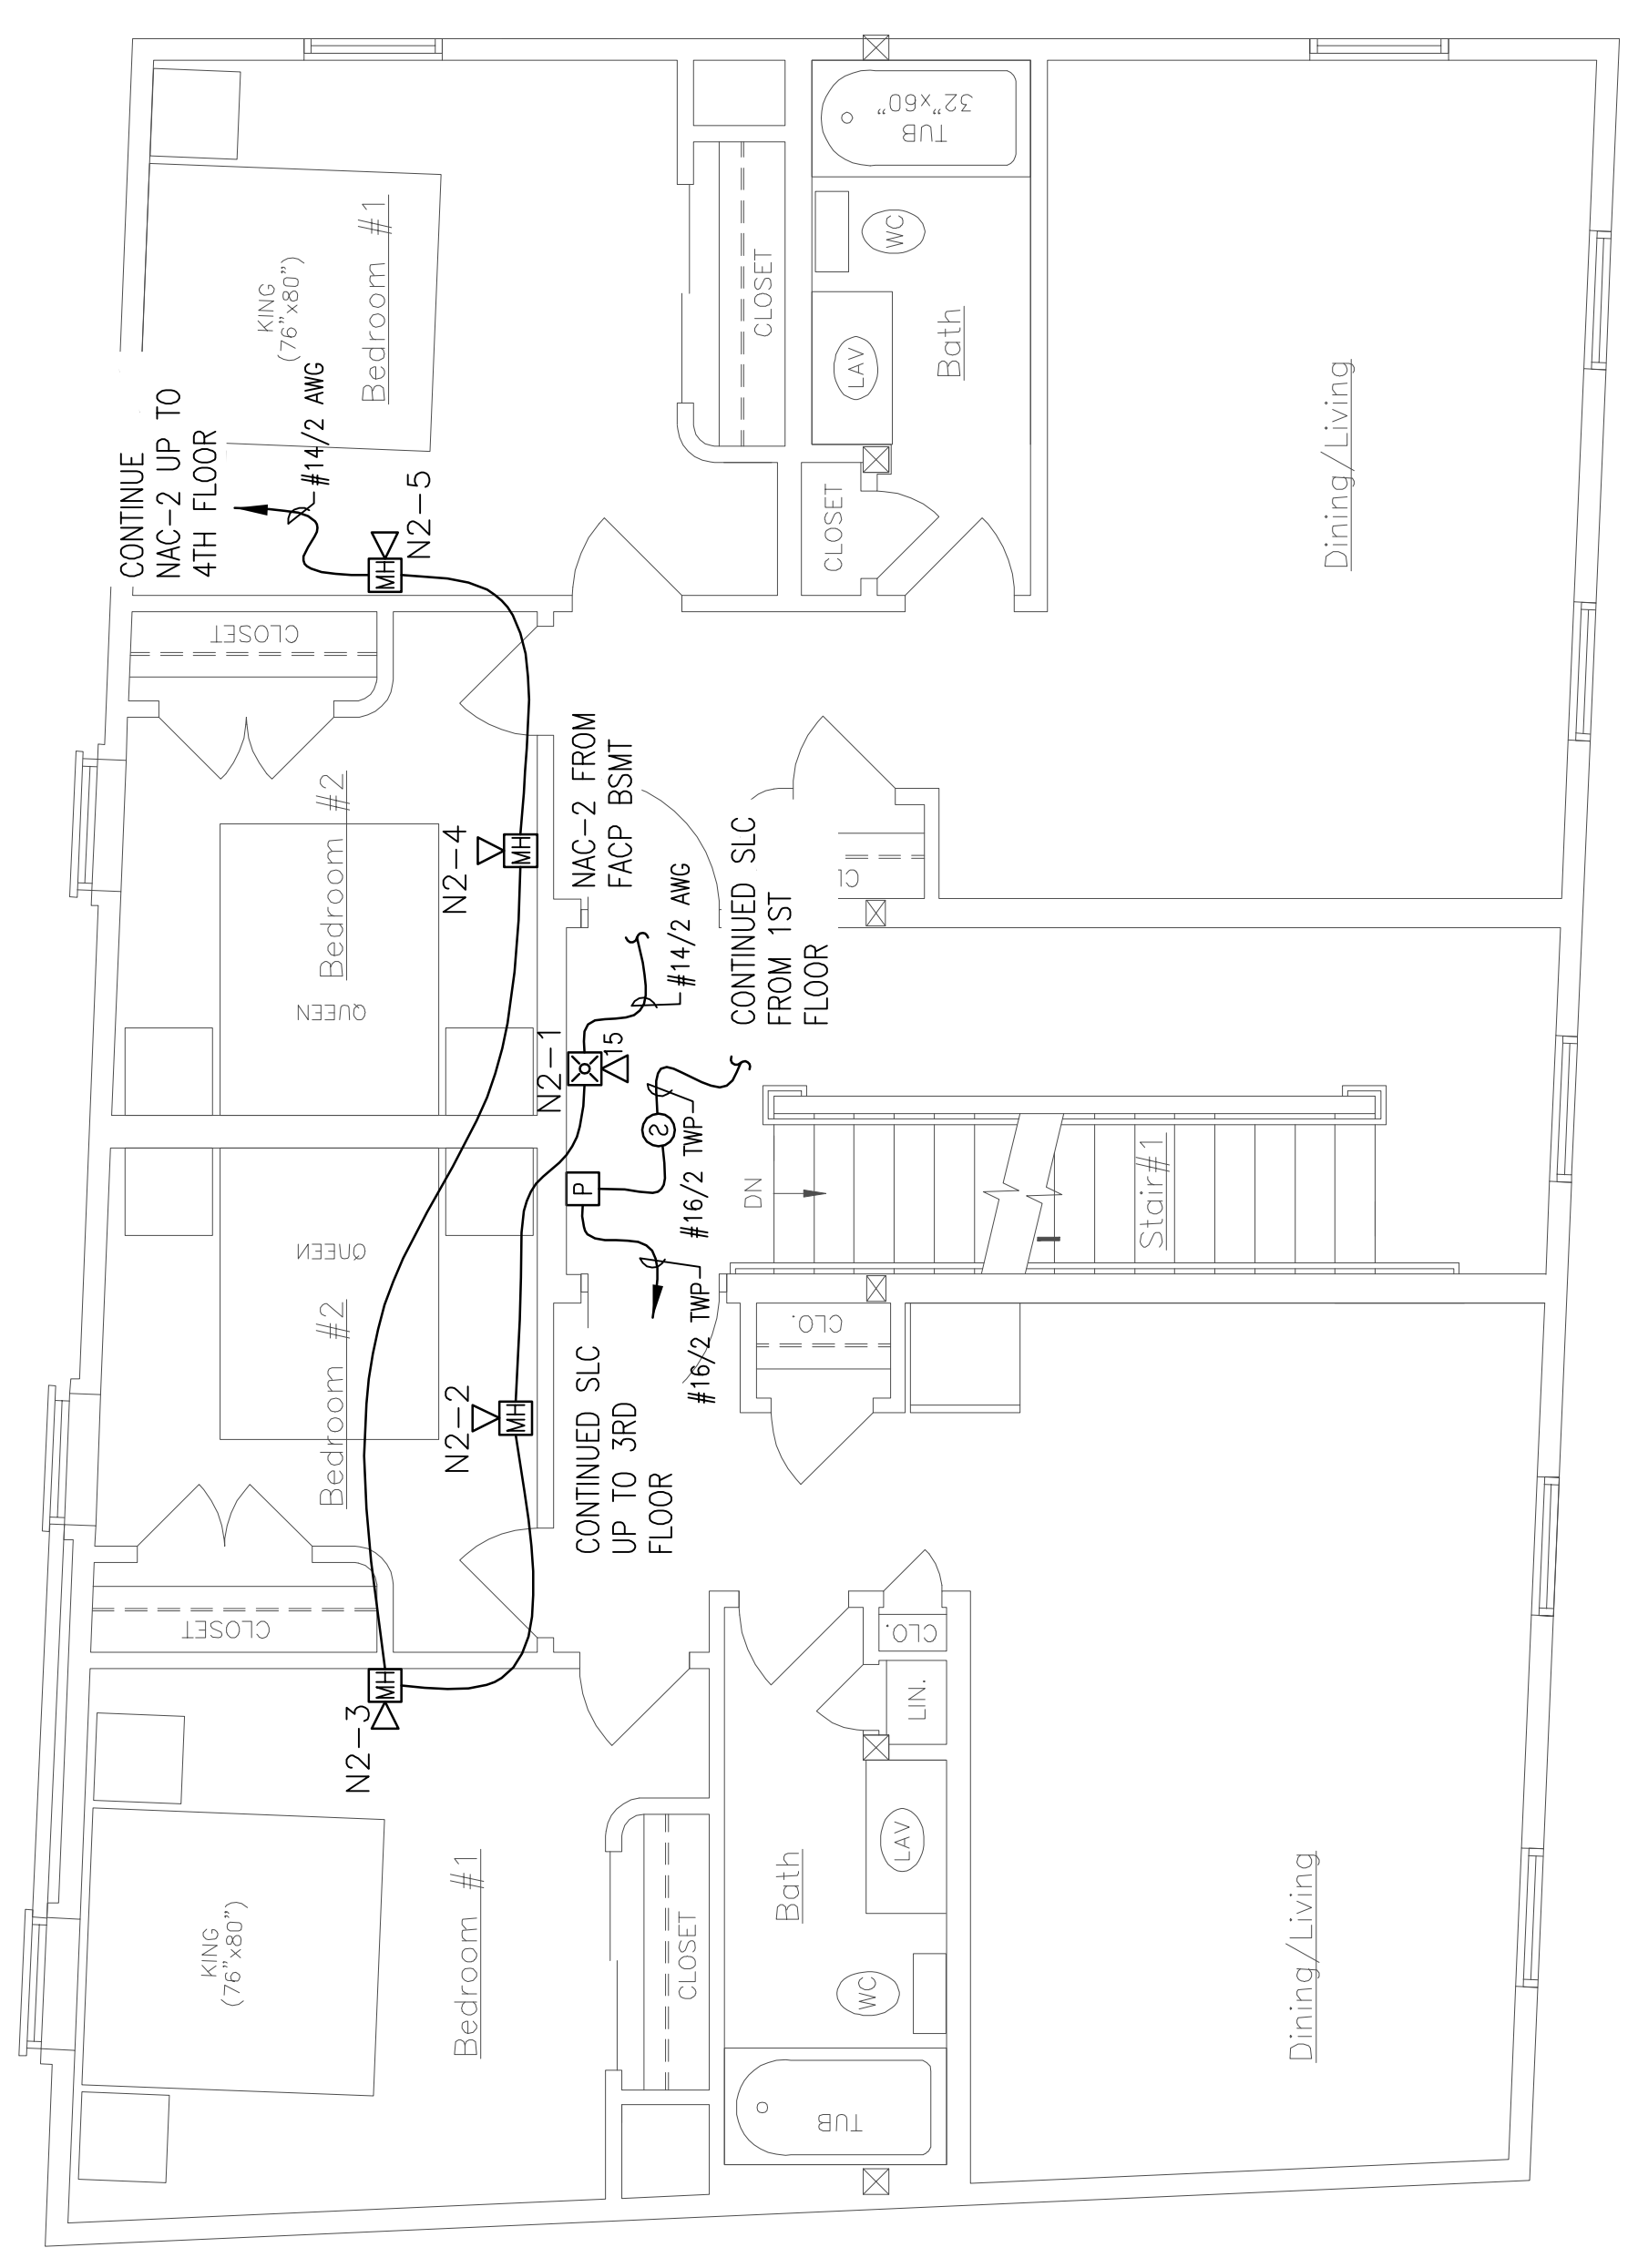 CONTINUE
NAC-2 UP TO
4TH FLOOR
#14/2 AWG
N2-5
KING
(76"x80")
Bedroom #1
CLOSET
TUB
32"x60"
WC
LAV
Bath
CLOSET
Dining/Living
CLOSET
Bedroom #2
QUEEN
N2-4
NAC-2 FROM
FACP BSMT
#14/2 AWG
CONTINUED SLC
FROM 1ST
FLOOR
N2-1
15
2
P
#16/2 TWP
#16/2 TWP
MH
MH
MH
MH
DN
Stair#1
CLO.
QUEEN
Bedroom #2
N2-2
CONTINUED SLC
UP TO 3RD
FLOOR
CLOSET
N2-3
CLO.
LIN.
LAV
Bath
WC
TUB
CLOSET
KING
(76"x80")
Bedroom #1
Dining/Living